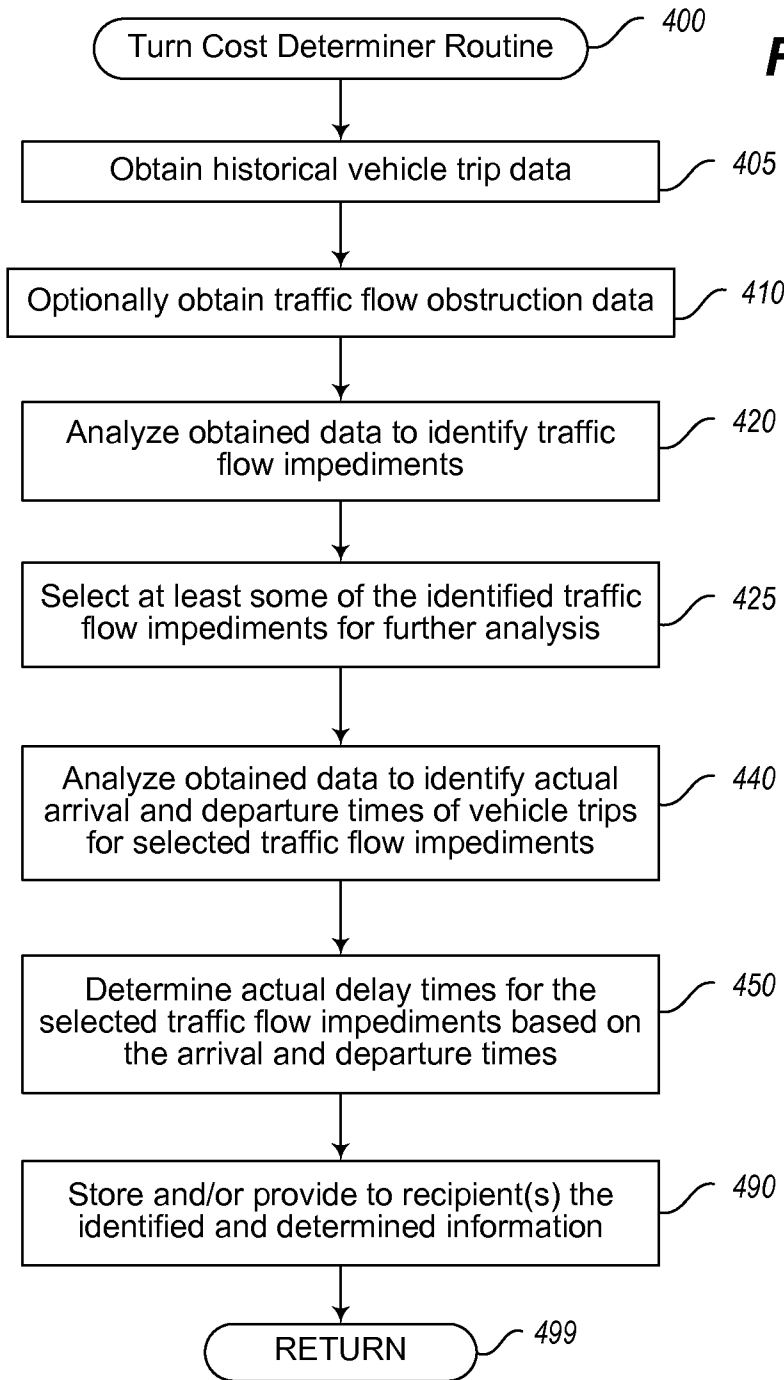 Turn Cost Determiner Routine
400
F
Obtain historical vehicle trip data
405
Optionally obtain traffic flow obstruction data
410
Analyze obtained data to identify traffic
flow impediments
420
Select at least some of the identified traffic
flow impediments for further analysis
425
Analyze obtained data to identify actual
arrival and departure times of vehicle trips
for selected traffic flow impediments
440
Determine actual delay times for the
selected traffic flow impediments based on
the arrival and departure times
450
Store and/or provide to recipient(s) the
identified and determined information
490
RETURN
499